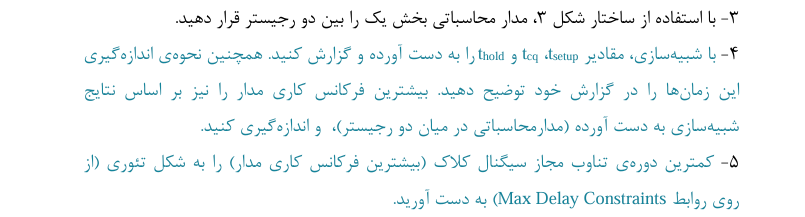 ۳- با استفاده از ساختار شکل ۳، مدار محاسباتی بخش یک را بین دو رجیستر قرار دهید.
۴- با شبیه‌سازی، مقادیر tsetup، tcq و thold را به دست آورده و گزارش کنید. همچنین نحوه‌ی اندازه‌گیری
این زمان‌ها را در گزارش خود توضیح دهید. بیشترین فرکانس کاری مدار را نیز بر اساس نتایج
شبیه‌سازی به دست آورده (مدارمحاسباتی در میان دو رجیستر)، و اندازه‌گیری کنید.
۵- کمترین دوره‌ی تناوب مجاز سیگنال کلاک (بیشترین فرکانس کاری مدار) را به شکل تئوری (از
روی روابط Max Delay Constraints) به دست آورید.